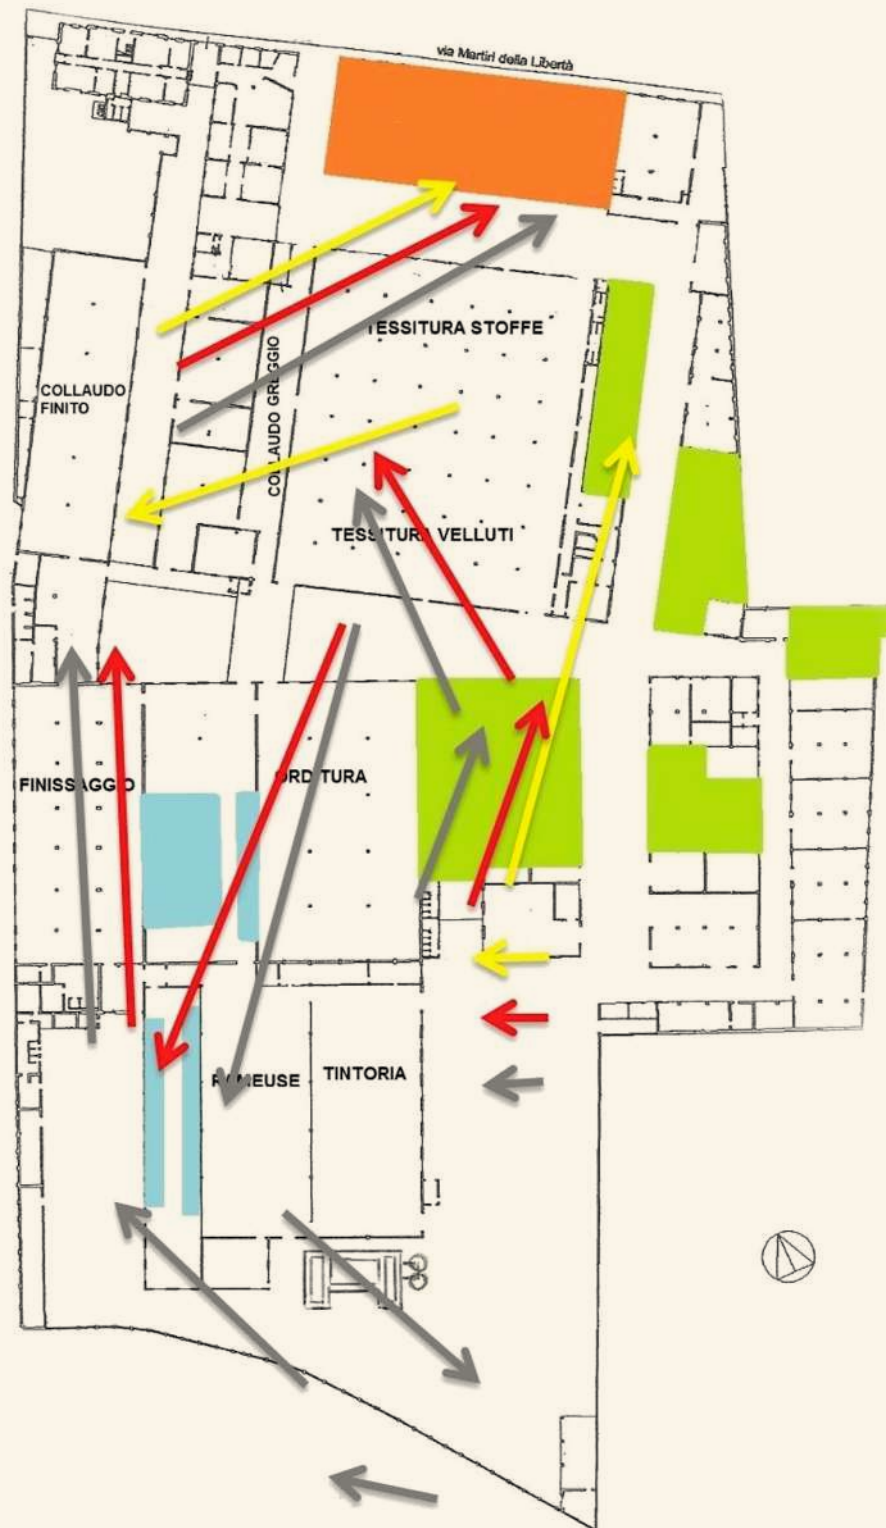 via Martiri della Libertà
TESSITURA STOFFE
COLLAUDO
FINITO
COLLAUDO GREGGIO
TESSITURA VELLUTI
FINISSAGGIO
ORDITURA
RAMEUSE
TINTORIA